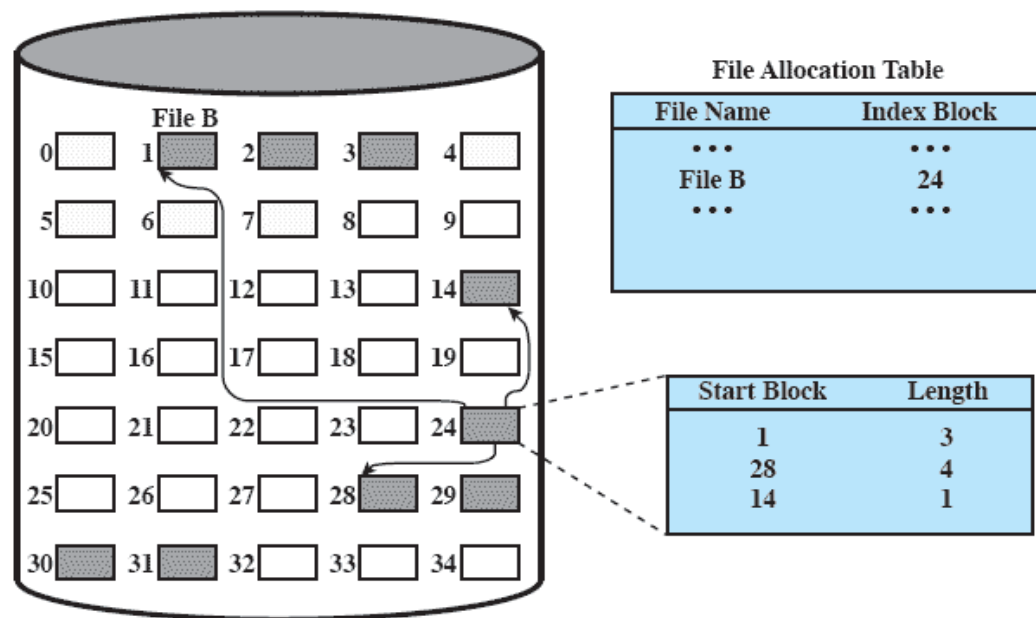 File B
0 1 2 3 4
5 6 7 8 9
10 11 12 13 14
15 16 17 18 19
20 21 22 23 24
25 26 27 28 29
30 31 32 33 34
File Allocation Table
File Name Index Block
••• •••
File B 24
••• •••
Start Block Length
1 3
28 4
14 1